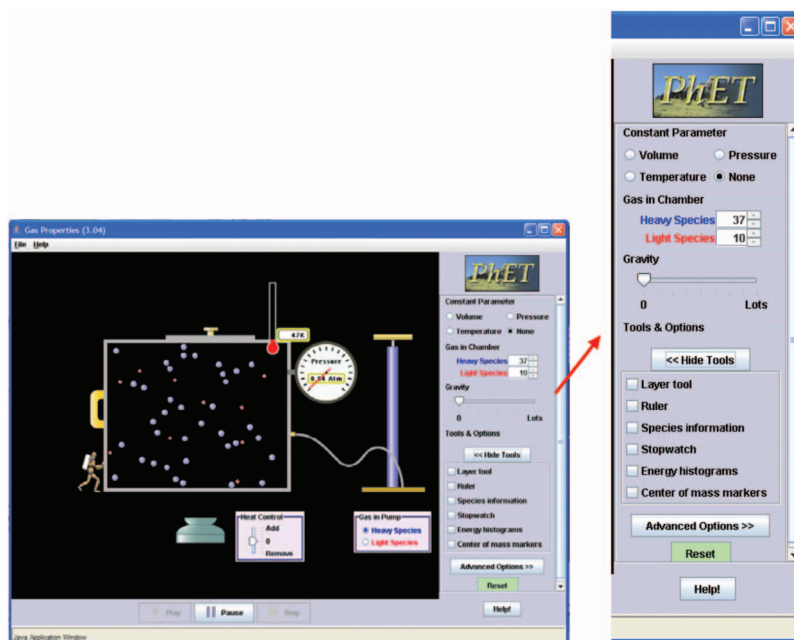 Gas Properties (3.04)
File Help
PhET
Constant Parameter
Volume Pressure
Temperature None
Gas in Chamber
Heavy Species 37
Light Species 10
Gravity
0 Lots
Tools & Options
<< Hide Tools
Layer tool
Ruler
Species information
Stopwatch
Energy histograms
Center of mass markers
Advanced Options >>
Reset
Help!
47K
Pressure
Atm
Heat Control
Add
0
Remove
Gas in Pump
Heavy Species
Light Species
Play Pause Step
Java Application Window
PhET
Constant Parameter
Volume Pressure
Temperature None
Gas in Chamber
Heavy Species 37
Light Species 10
Gravity
0 Lots
Tools & Options
<< Hide Tools
Layer tool
Ruler
Species information
Stopwatch
Energy histograms
Center of mass markers
Advanced Options >>
Reset
Help!